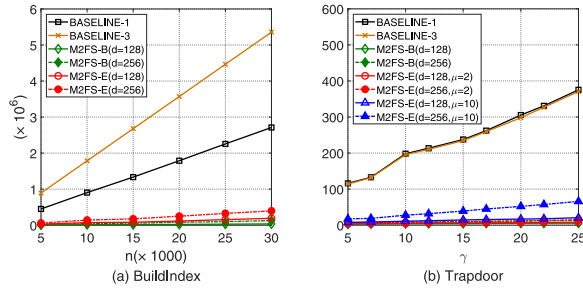 6
5
4
3
2
1
0
(× 10⁶)
BASELINE-1
BASELINE-3
M2FS-B(d=128)
M2FS-B(d=256)
M2FS-E(d=128)
M2FS-E(d=256)
5 10 15 20 25 30
n(× 1000)
(a) BuildIndex
600
500
400
300
200
100
0
BASELINE-1
BASELINE-3
M2FS-B(d=128)
M2FS-B(d=256)
M2FS-E(d=128,μ=2)
M2FS-E(d=256,μ=2)
M2FS-E(d=128,μ=10)
M2FS-E(d=256,μ=10)
5 10 15 20 25
γ
(b) Trapdoor